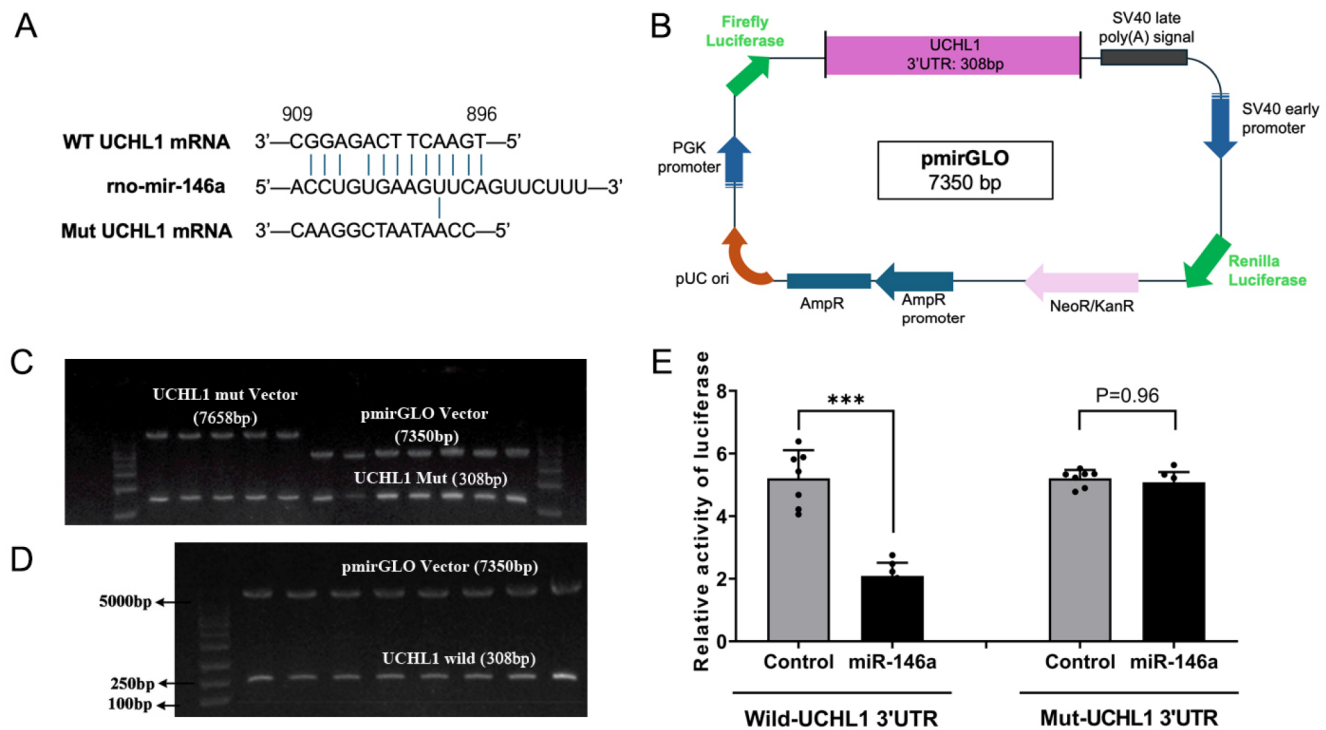 A
909 896
WT UCHL1 mRNA 3'—CGGAGACT TCAAGT—5'
rno-mir-146a 5'—ACCUGUGAAGUUCAGUUCUUU—3'
Mut UCHL1 mRNA 3'—CAAGGCTAATAACC—5'
B
Firefly
Luciferase
UCHL1
3'UTR: 308bp
SV40 late
poly(A) signal
SV40 early
promoter
PGK
promoter
pmirGLO
7350 bp
pUC ori
AmpR
AmpR
promoter
NeoR/KanR
Renilla
Luciferase
C
UCHL1 mut Vector
(7658bp)
pmirGLO Vector
(7350bp)
UCHL1 Mut (308bp)
D
pmirGLO Vector (7350bp)
5000bp
UCHL1 wild (308bp)
250bp
100bp
E
Relative activity of luciferase
8
6
4
2
0
***
P=0.96
Control miR-146a Control miR-146a
Wild-UCHL1 3'UTR Mut-UCHL1 3'UTR